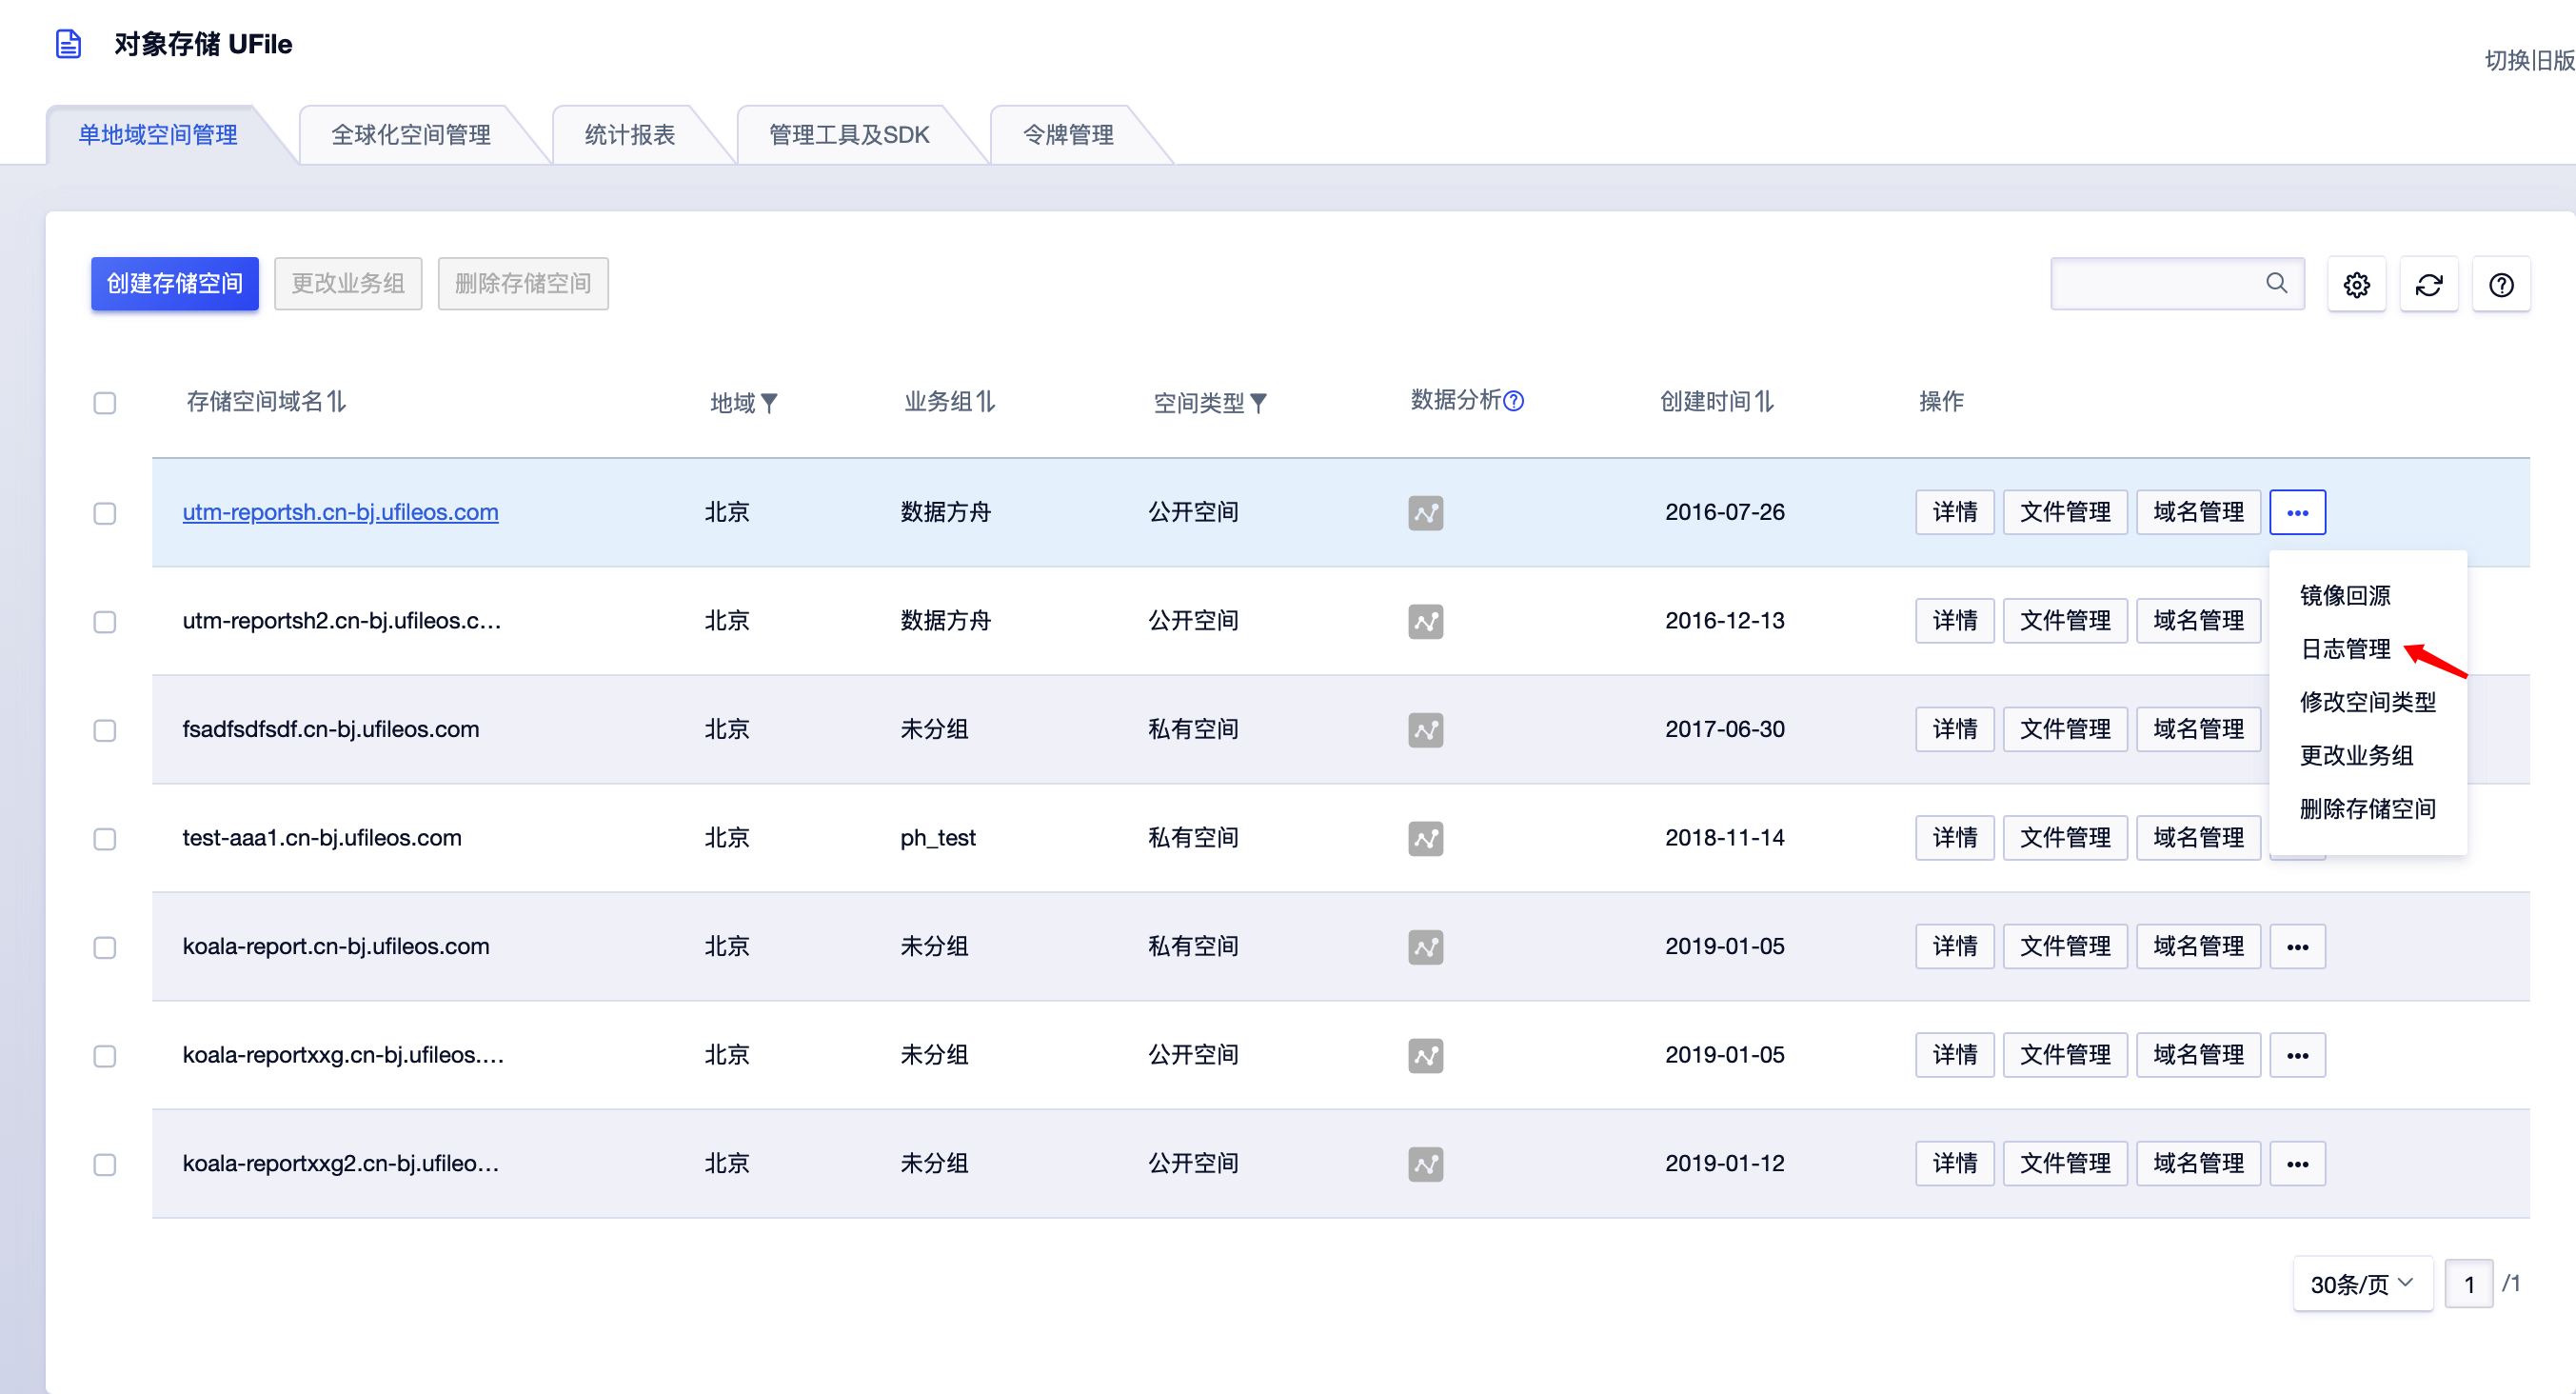 对象存储 UFile
切换旧版
单地域空间管理 全球化空间管理 统计报表 管理工具及SDK 令牌管理
创建存储空间 更改业务组 删除存储空间
存储空间域名 地域 业务组 空间类型 数据分析 创建时间 操作
utm-reportsh.cn-bj.ufileos.com 北京 数据方舟 公开空间 2016-07-26 详情 文件管理 域名管理 •••
镜像回源
utm-reportsh2.cn-bj.ufileos.c... 北京 数据方舟 公开空间 2016-12-13 详情 文件管理 域名管理
日志管理
修改空间类型
fsadfsdfsdf.cn-bj.ufileos.com 北京 未分组 私有空间 2017-06-30 详情 文件管理 域名管理
更改业务组
删除存储空间
test-aaa1.cn-bj.ufileos.com 北京 ph_test 私有空间 2018-11-14 详情 文件管理 域名管理
koala-report.cn-bj.ufileos.com 北京 未分组 私有空间 2019-01-05 详情 文件管理 域名管理 •••
koala-reportxxg.cn-bj.ufileos.... 北京 未分组 公开空间 2019-01-05 详情 文件管理 域名管理 •••
koala-reportxxg2.cn-bj.ufileo... 北京 未分组 公开空间 2019-01-12 详情 文件管理 域名管理 •••
30条/页 1 /1